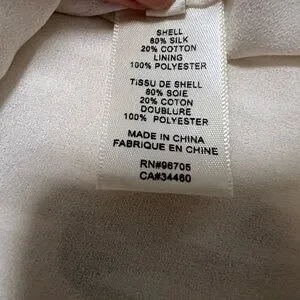 SHELL
80% SILK
20% COTTON
LINING
100% POLYESTER
TISSU DE SHELL
80% SOIE
20% COTON
DOUBLURE
100% POLYESTER
MADE IN CHINA
FABRIQUE EN CHINE
RN#98705
CA#34460